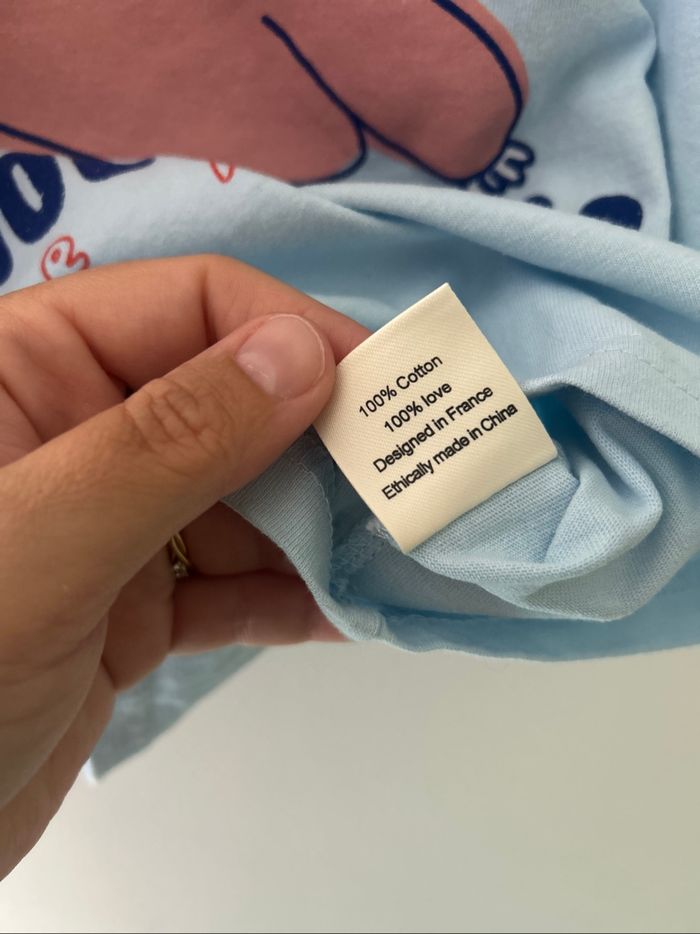 100% Cotton
100% love
Designed in France
Ethically made in China